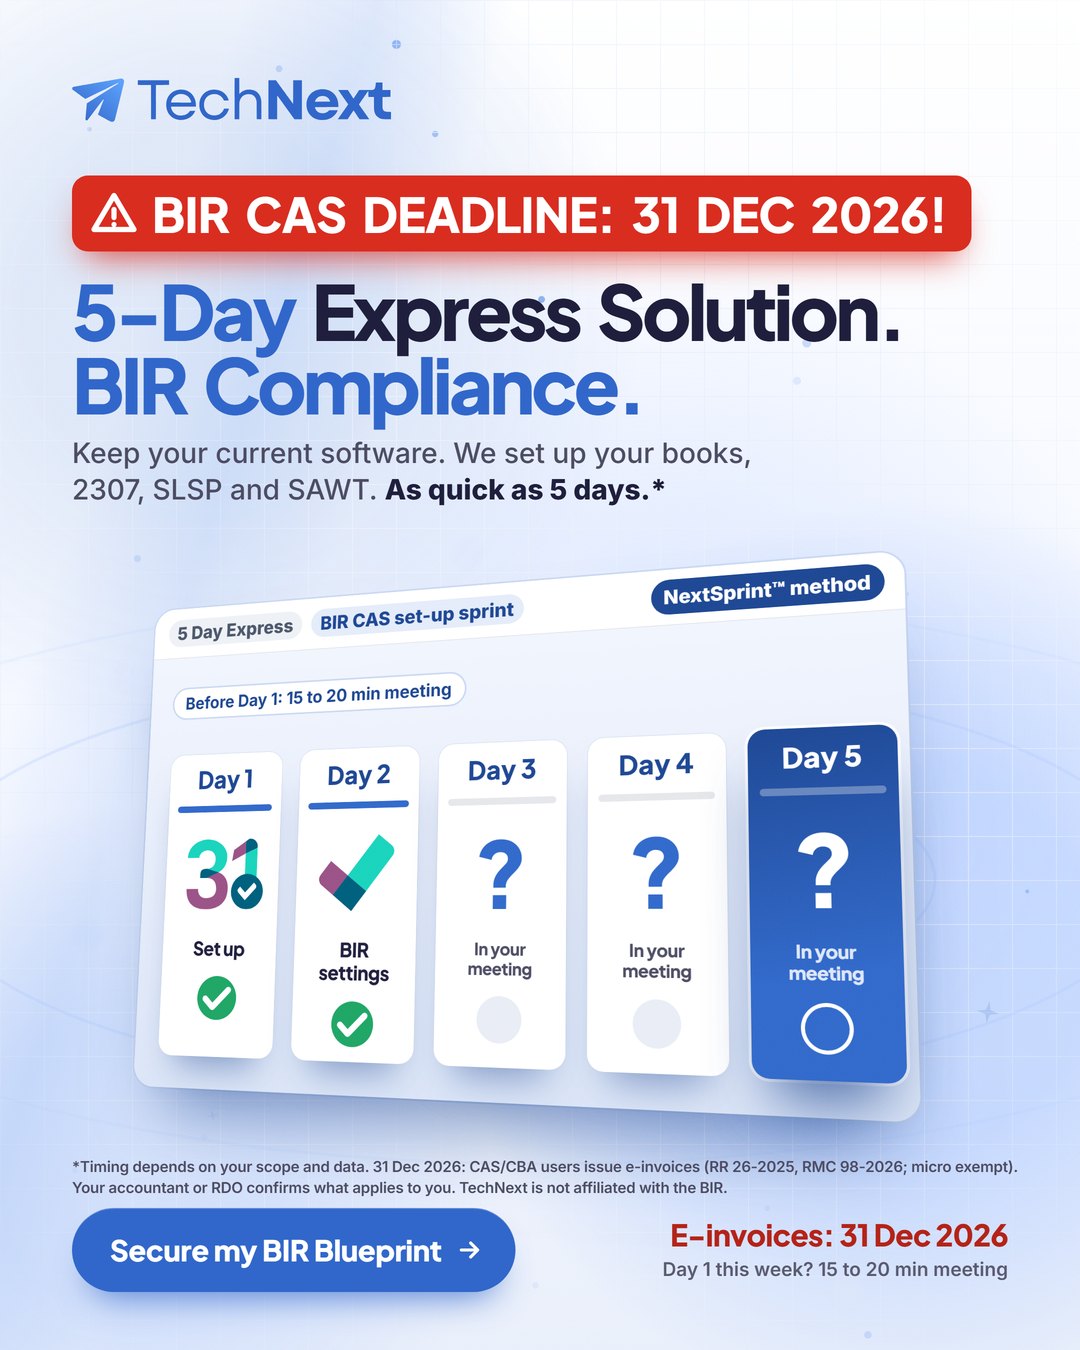 TechNext
BIR CAS DEADLINE: 31 DEC 2026!
5-Day Express Solution.
BIR Compliance.
Keep your current software. We set up your books,
2307, SLSP and SAWT. As quick as 5 days.*
5 Day Express
BIR CAS set-up sprint
NextSprint™ method
Before Day 1: 15 to 20 min meeting
Day 1
31
Set up
Day 2
BIR
settings
Day 3
?
In your
meeting
Day 4
?
In your
meeting
Day 5
?
In your
meeting
*Timing depends on your scope and data. 31 Dec 2026: CAS/CBA users issue e-invoices (RR 26-2025, RMC 98-2026; micro exempt).
Your accountant or RDO confirms what applies to you. TechNext is not affiliated with the BIR.
Secure my BIR Blueprint →
E-invoices: 31 Dec 2026
Day 1 this week? 15 to 20 min meeting